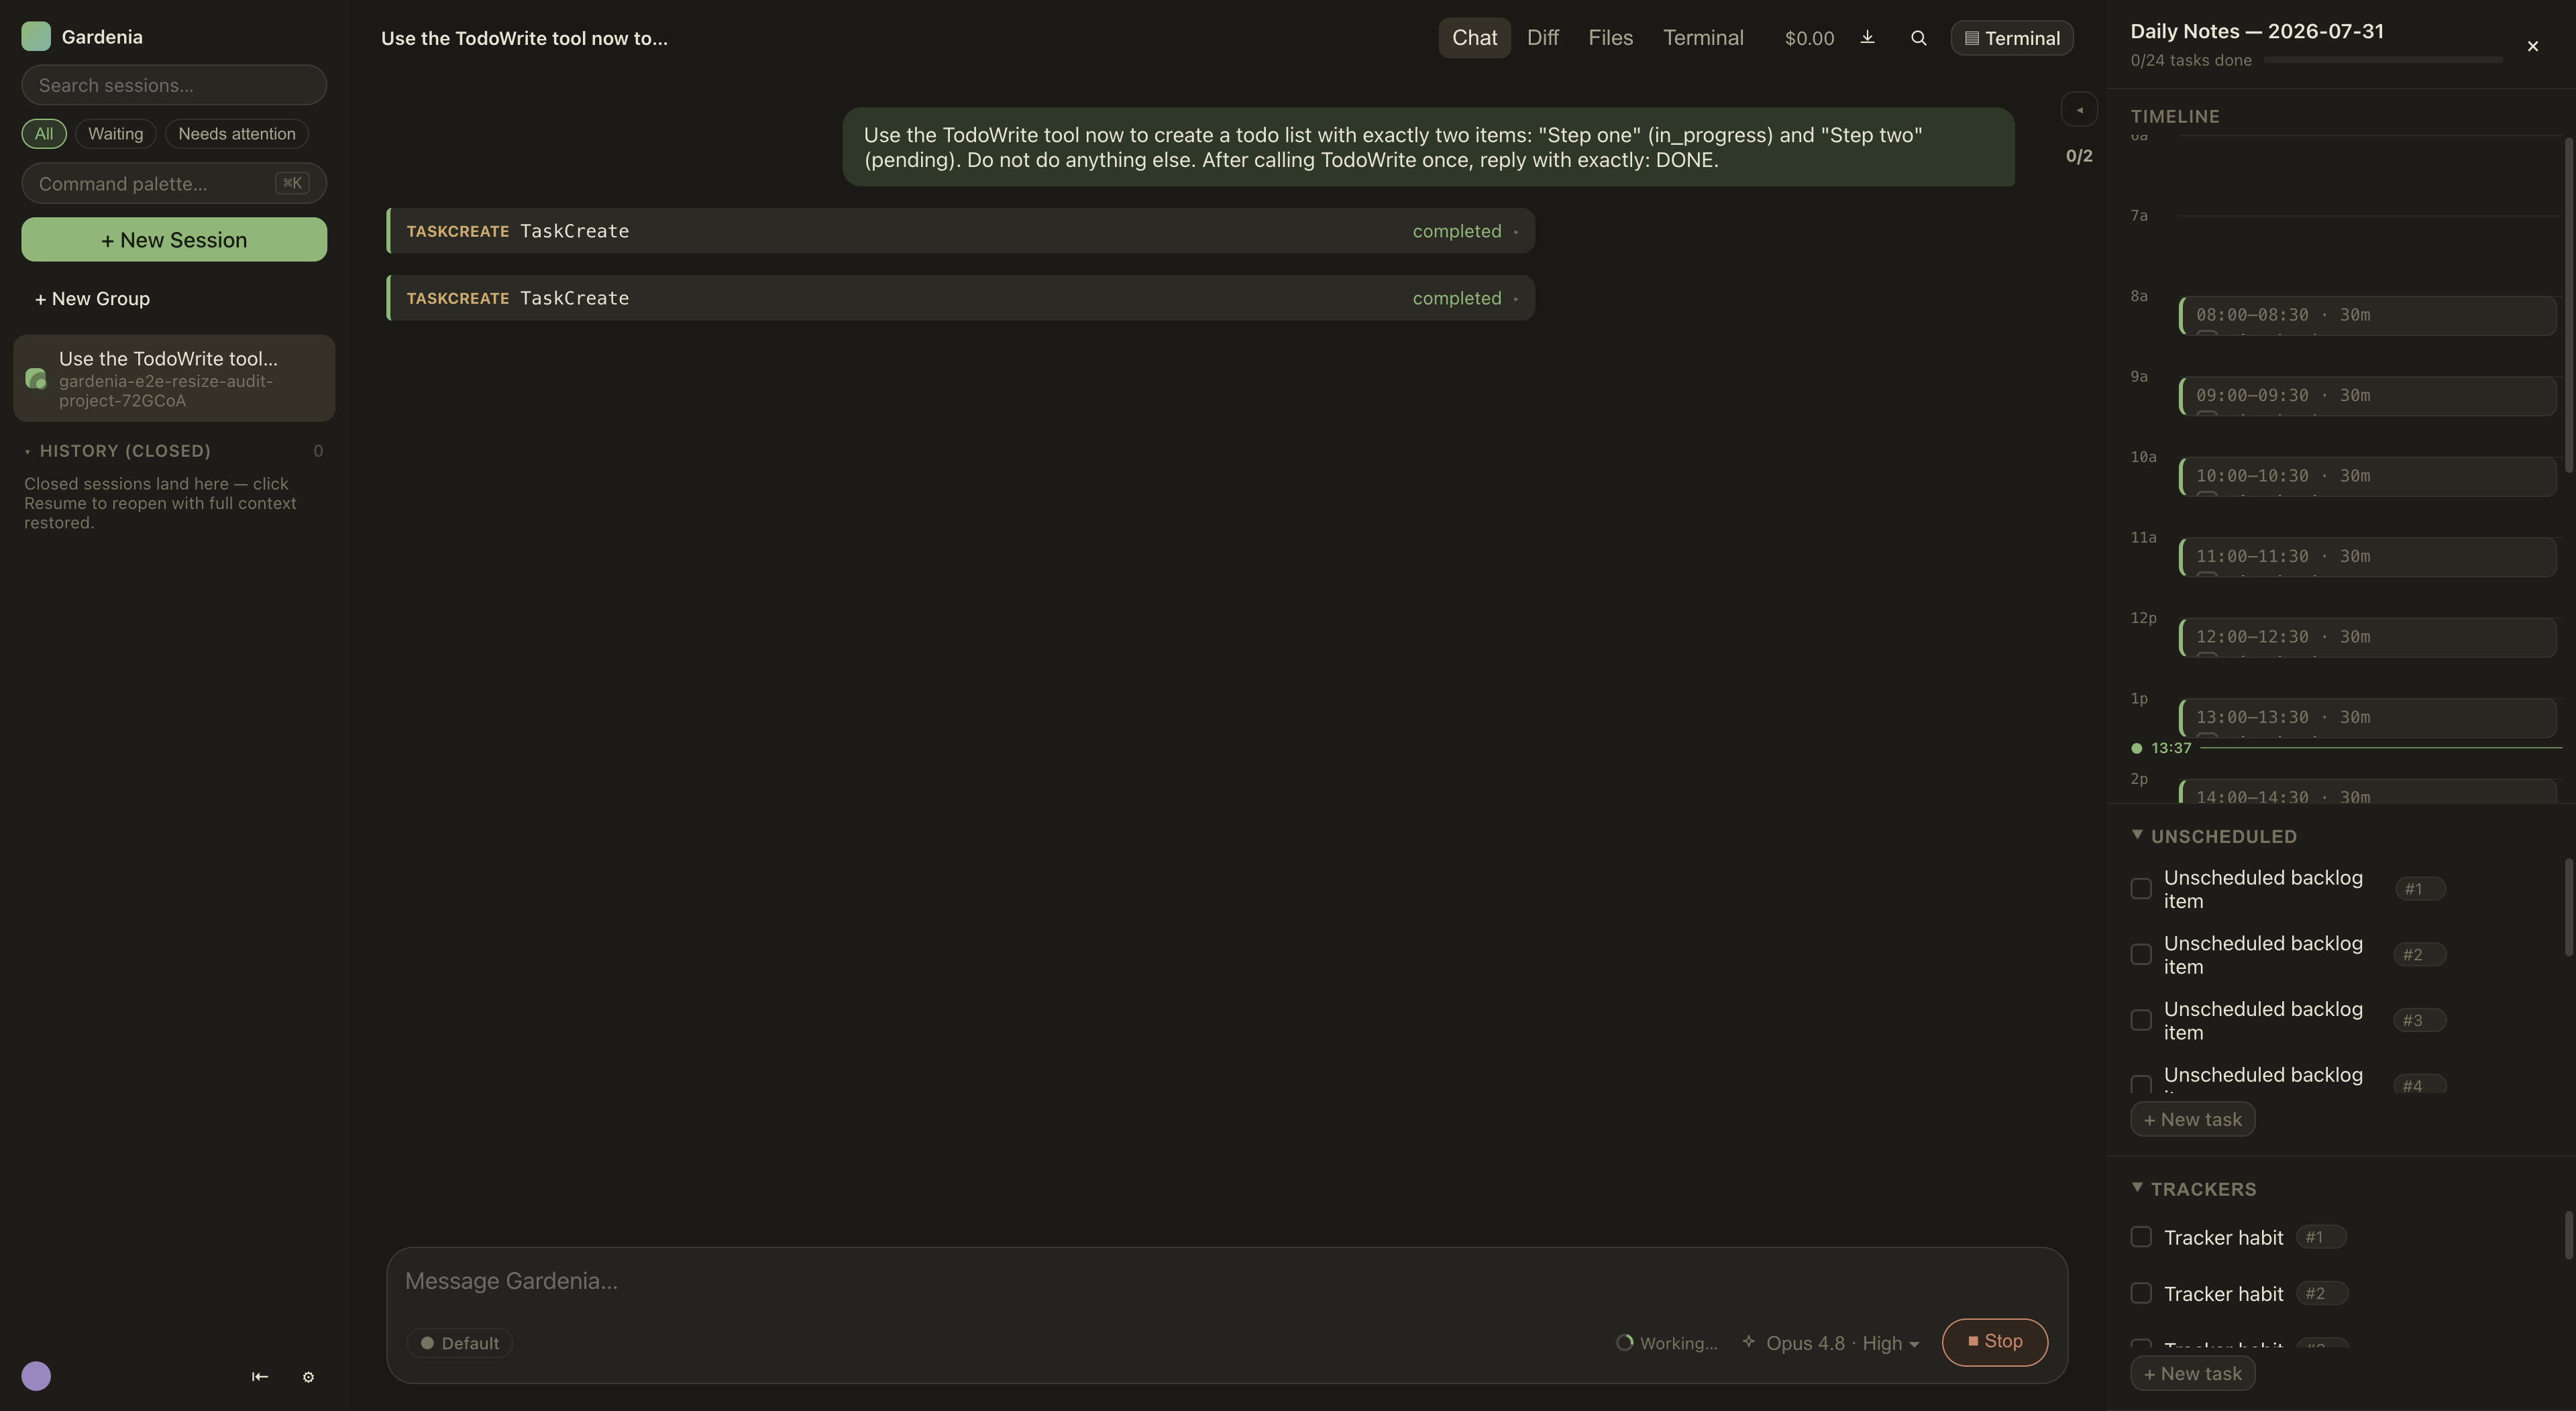 Gardenia
Search sessions...
All Waiting Needs attention
Command palette... ⌘K
+ New Session
+ New Group
Use the TodoWrite tool...
gardenia-e2e-resize-audit-
project-72GCoA
HISTORY (CLOSED) 0
Closed sessions land here — click
Resume to reopen with full context
restored.
Use the TodoWrite tool now to...
Chat Diff Files Terminal $0.00 Terminal
Use the TodoWrite tool now to create a todo list with exactly two items: "Step one" (in_progress) and "Step two"
(pending). Do not do anything else. After calling TodoWrite once, reply with exactly: DONE.
0/2
TASKCREATE TaskCreate completed
TASKCREATE TaskCreate completed
Message Gardenia...
Default
Working... Opus 4.8 · High Stop
Daily Notes — 2026-07-31
0/24 tasks done
TIMELINE
6a
7a
8a
08:00–08:30 · 30m
9a
09:00–09:30 · 30m
10a
10:00–10:30 · 30m
11a
11:00–11:30 · 30m
12p
12:00–12:30 · 30m
1p
13:00–13:30 · 30m
13:37
2p
14:00–14:30 · 30m
UNSCHEDULED
Unscheduled backlog
item
#1
Unscheduled backlog
item
#2
Unscheduled backlog
item
#3
Unscheduled backlog
#4
+ New task
TRACKERS
Tracker habit #1
Tracker habit #2
Tracker habit
+ New task